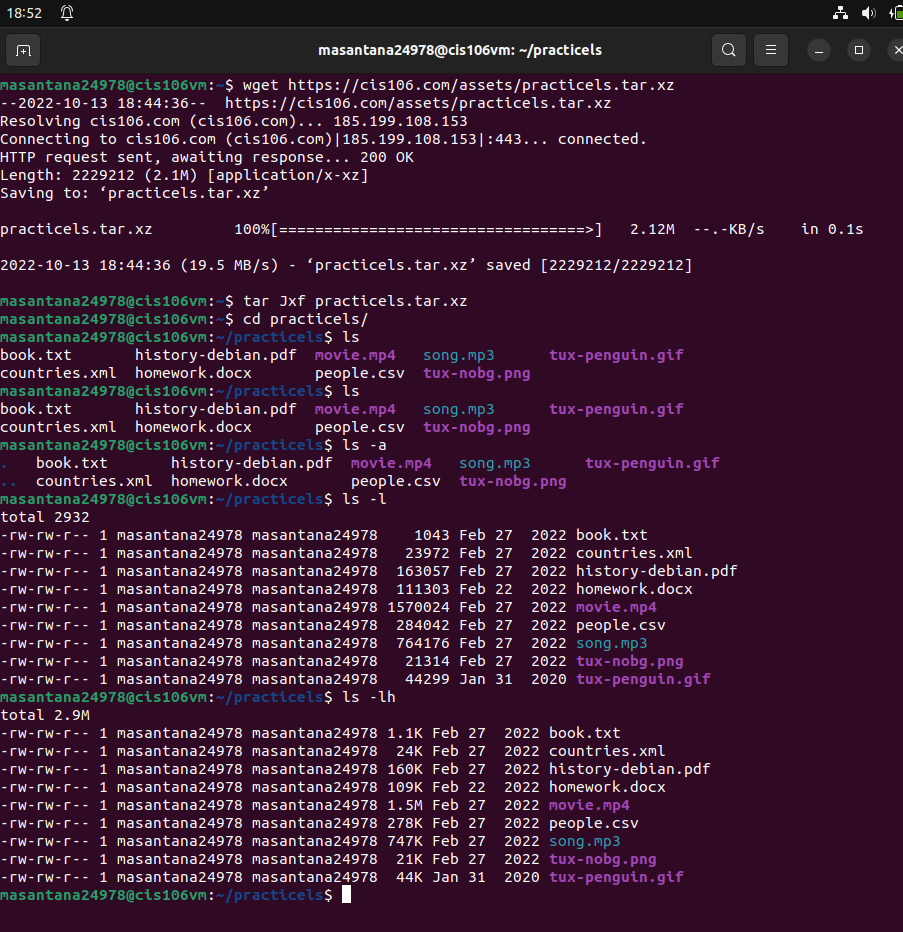 18:52
masantana24978@cis106vm: ~/practicels
masantana24978@cis106vm:~$ wget https://cis106.com/assets/practicels.tar.xz
--2022-10-13 18:44:36--  https://cis106.com/assets/practicels.tar.xz
Resolving cis106.com (cis106.com)... 185.199.108.153
Connecting to cis106.com (cis106.com)|185.199.108.153|:443... connected.
HTTP request sent, awaiting response... 200 OK
Length: 2229212 (2.1M) [application/x-xz]
Saving to: ‘practicels.tar.xz’
practicels.tar.xz         100%[==================================>]   2.12M  --.-KB/s    in 0.1s
2022-10-13 18:44:36 (19.5 MB/s) - ‘practicels.tar.xz’ saved [2229212/2229212]
masantana24978@cis106vm:~$ tar Jxf practicels.tar.xz
masantana24978@cis106vm:~$ cd practicels/
masantana24978@cis106vm:~/practicels$ ls
book.txt       history-debian.pdf  movie.mp4   song.mp3      tux-penguin.gif
countries.xml  homework.docx       people.csv  tux-nobg.png
masantana24978@cis106vm:~/practicels$ ls
book.txt       history-debian.pdf  movie.mp4   song.mp3      tux-penguin.gif
countries.xml  homework.docx       people.csv  tux-nobg.png
masantana24978@cis106vm:~/practicels$ ls -a
.   book.txt       history-debian.pdf  movie.mp4   song.mp3      tux-penguin.gif
..  countries.xml  homework.docx       people.csv  tux-nobg.png
masantana24978@cis106vm:~/practicels$ ls -l
total 2932
-rw-rw-r-- 1 masantana24978 masantana24978    1043 Feb 27  2022 book.txt
-rw-rw-r-- 1 masantana24978 masantana24978   23972 Feb 27  2022 countries.xml
-rw-rw-r-- 1 masantana24978 masantana24978  163057 Feb 27  2022 history-debian.pdf
-rw-rw-r-- 1 masantana24978 masantana24978  111303 Feb 22  2022 homework.docx
-rw-rw-r-- 1 masantana24978 masantana24978 1570024 Feb 27  2022 movie.mp4
-rw-rw-r-- 1 masantana24978 masantana24978  284042 Feb 27  2022 people.csv
-rw-rw-r-- 1 masantana24978 masantana24978  764176 Feb 27  2022 song.mp3
-rw-rw-r-- 1 masantana24978 masantana24978   21314 Feb 27  2022 tux-nobg.png
-rw-rw-r-- 1 masantana24978 masantana24978   44299 Jan 31  2020 tux-penguin.gif
masantana24978@cis106vm:~/practicels$ ls -lh
total 2.9M
-rw-rw-r-- 1 masantana24978 masantana24978 1.1K Feb 27  2022 book.txt
-rw-rw-r-- 1 masantana24978 masantana24978  24K Feb 27  2022 countries.xml
-rw-rw-r-- 1 masantana24978 masantana24978 160K Feb 27  2022 history-debian.pdf
-rw-rw-r-- 1 masantana24978 masantana24978 109K Feb 22  2022 homework.docx
-rw-rw-r-- 1 masantana24978 masantana24978 1.5M Feb 27  2022 movie.mp4
-rw-rw-r-- 1 masantana24978 masantana24978 278K Feb 27  2022 people.csv
-rw-rw-r-- 1 masantana24978 masantana24978 747K Feb 27  2022 song.mp3
-rw-rw-r-- 1 masantana24978 masantana24978  21K Feb 27  2022 tux-nobg.png
-rw-rw-r-- 1 masantana24978 masantana24978  44K Jan 31  2020 tux-penguin.gif
masantana24978@cis106vm:~/practicels$